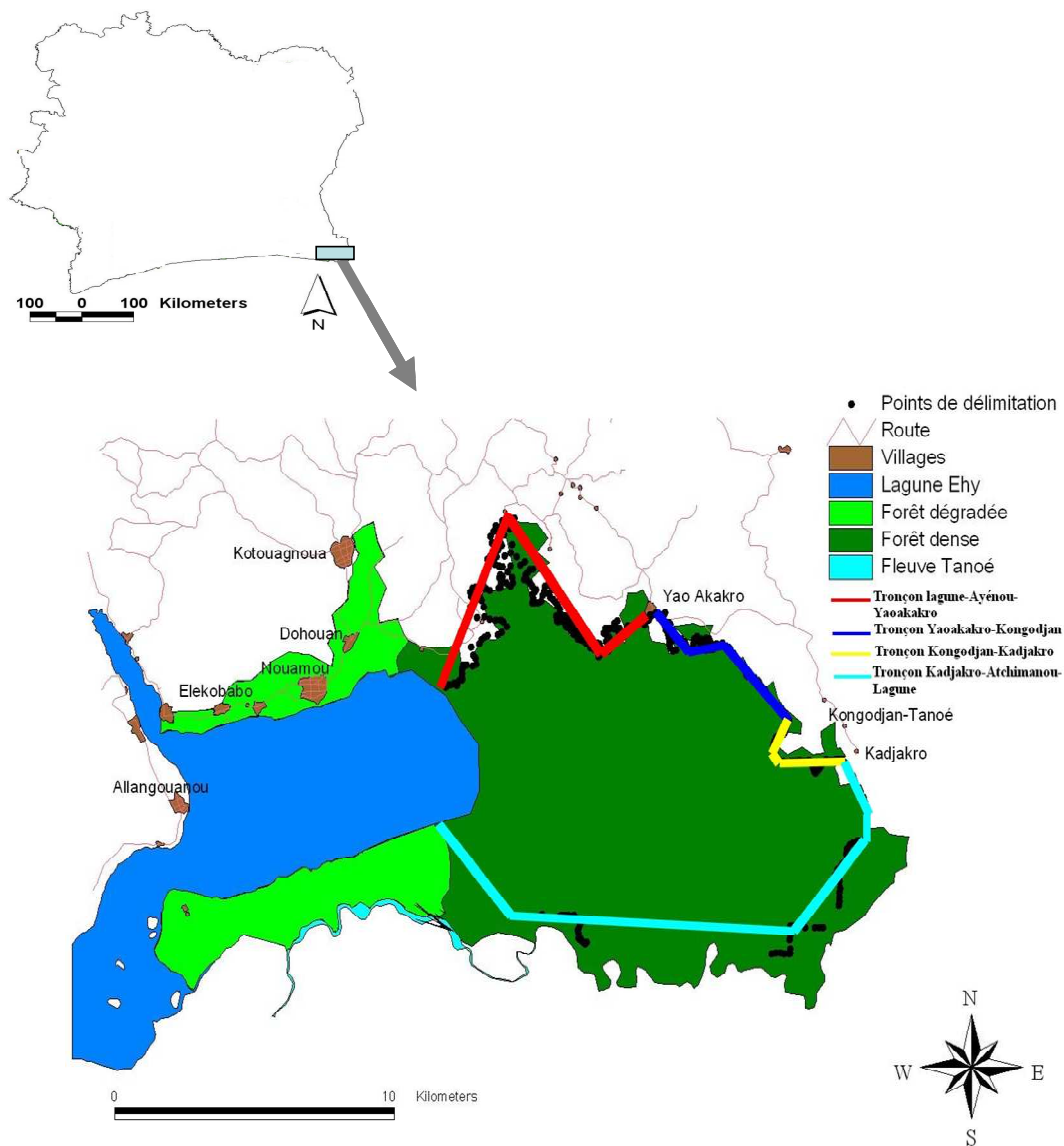 100 0 100 Kilometers
N
Points de délimitation
Route
Villages
Lagune Ehy
Forêt dégradée
Forêt dense
Fleuve Tanoé
Tronçon lagune-Ayénou-
Yaoakakro
Tronçon Yaoakakro-Kongodjan
Tronçon Kongodjan-Kadjakro
Tronçon Kadjakro-Atchimanou-
Lagune
Kotouagnoua
Yao Akakro
Dohouan
Nouamou
Elekobabo
Kongodjan-Tanoé
Kadjakro
Allangouanou
N
W E
S
0 10 Kilometers